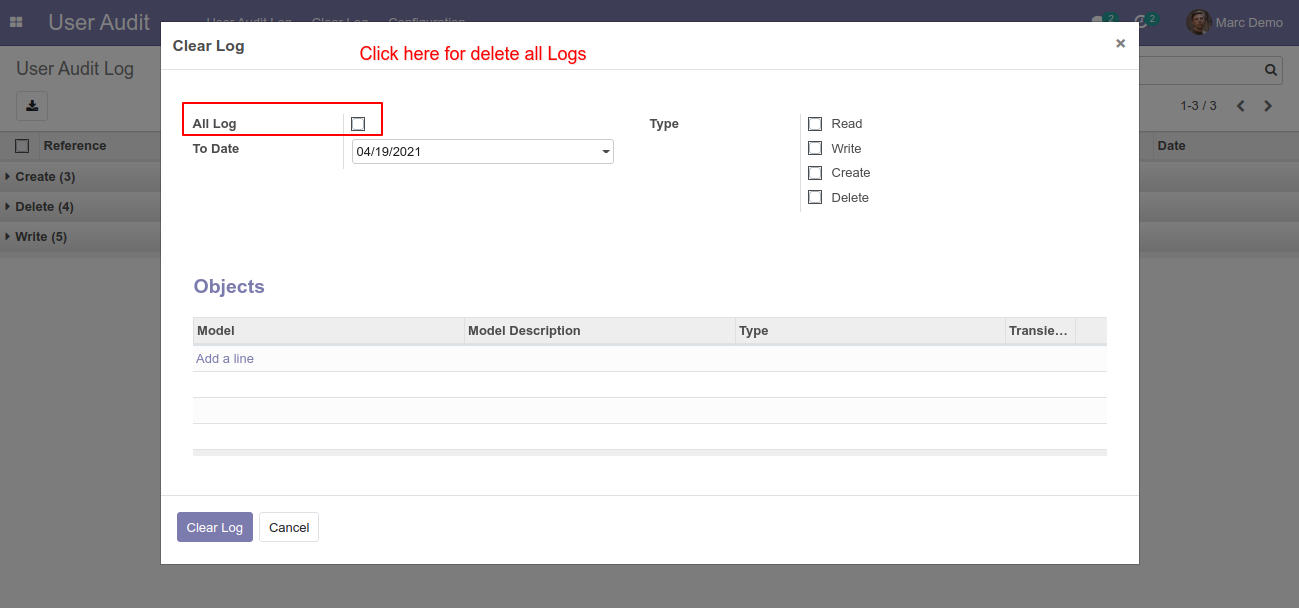 User Audit User Audit Log Clear Log Configuration 2 2 Marc Demo
Clear Log ×
Click here for delete all Logs
User Audit Log
1-3 / 3
All Log
To Date 04/19/2021
Type
Read
Write
Create
Delete
Reference Date
Create (3)
Delete (4)
Write (5)
Objects
Model Model Description Type Transie...
Add a line
Clear Log Cancel